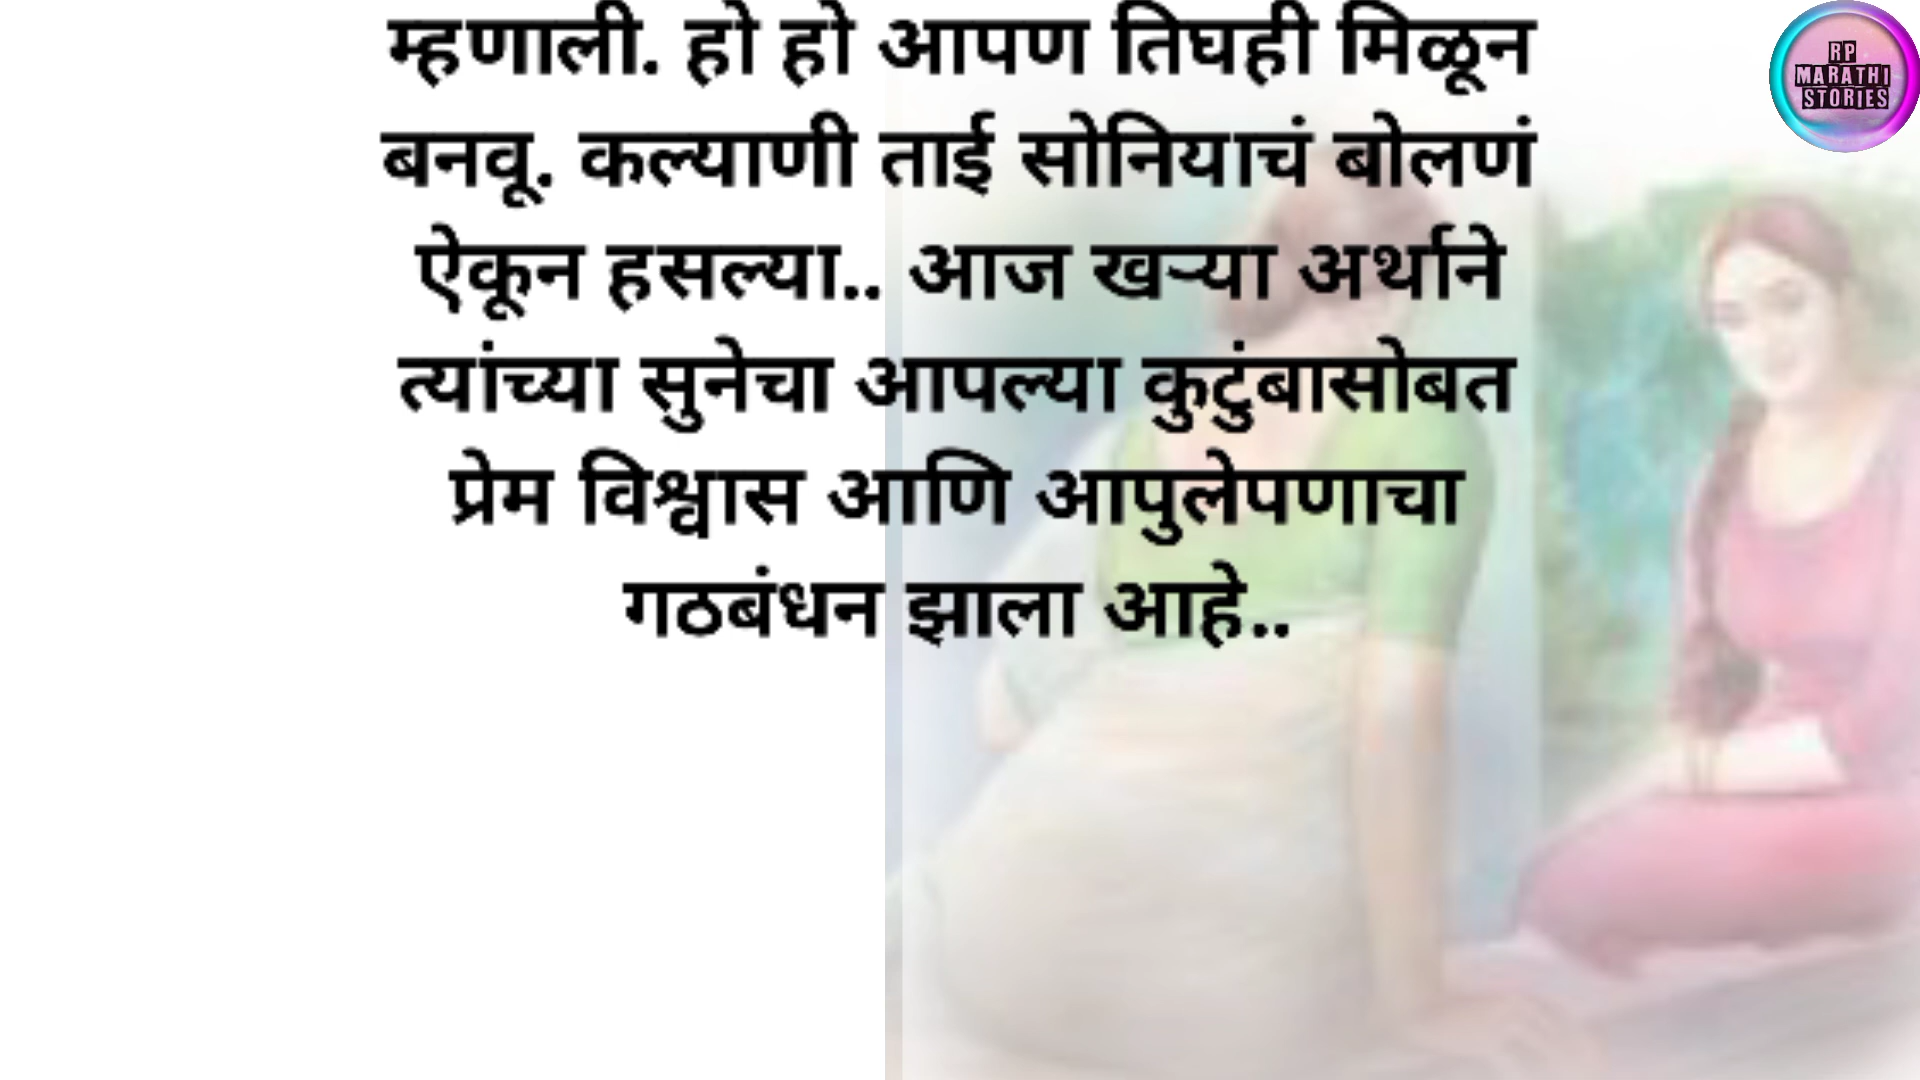 म्हणाली. हो हो आपण तिघही मिळून
बनवू. कल्याणी ताई सोनियाचं बोलणं
ऐकून हसल्या.. आज खऱ्या अर्थाने
त्यांच्या सुनेचा आपल्या कुटुंबासोबत
प्रेम विश्वास आणि आपुलेपणाचा
गठबंधन झाला आहे..
RP
MARATHI
STORIES